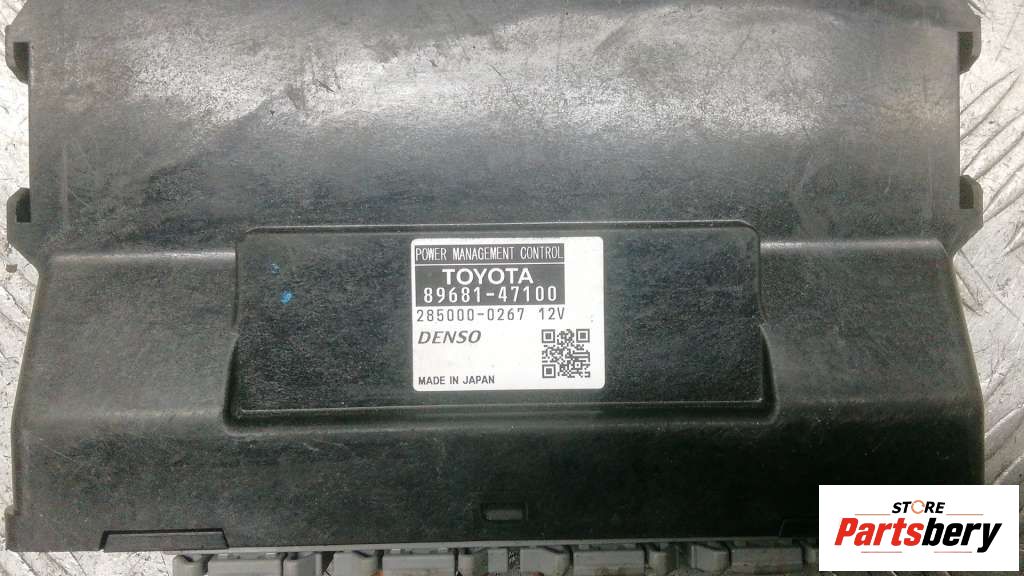 POWER MANAGEMENT CONTROL
TOYOTA
89681-47100
285000-0267 12V
DENSO
MADE IN JAPAN
STORE
Partsbery